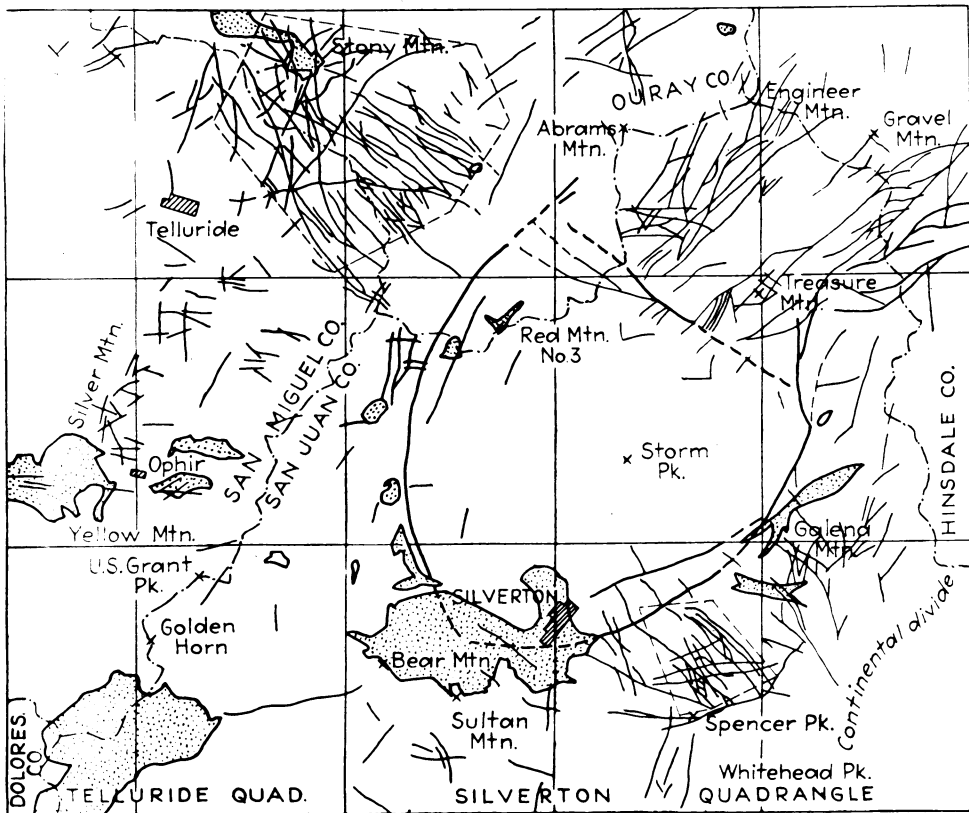 Stony Mtn.
OURAY CO.
Engineer
Mtn.
Abrams
Mtn.
Gravel
Mtn.
Telluride
Treasure
Mtn.
Red Mtn.
No.3
Silver Mtn.
SAN MIGUEL CO.
SAN JUAN CO.
HINSDALE CO.
Storm
Pk.
Ophir
Yellow Mtn.
Galena
Mtn.
U.S. Grant
Pk.
SILVERTON
Golden
Horn
Bear Mtn.
Continental divide
Sultan
Mtn.
Spencer Pk.
Whitehead Pk.
DOLORES
CO.
TELLURIDE QUAD.
SILVERTON QUADRANGLE